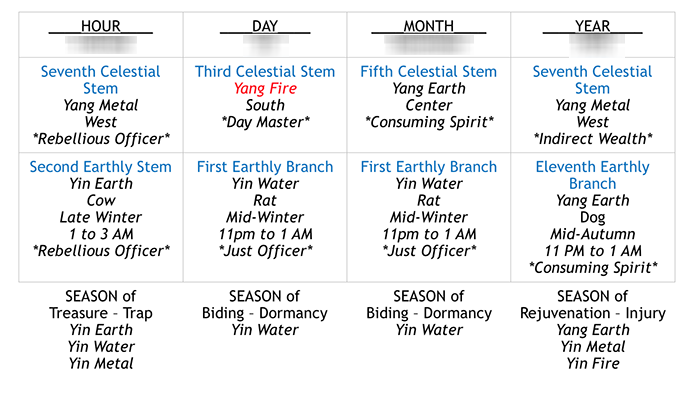 HOUR
DAY
MONTH
YEAR
Seventh Celestial
Stem
Yang Metal
West
*Rebellious Officer*
Third Celestial Stem
Yang Fire
South
*Day Master*
Fifth Celestial Stem
Yang Earth
Center
*Consuming Spirit*
Seventh Celestial
Stem
Yang Metal
West
*Indirect Wealth*
Second Earthly Stem
Yin Earth
Cow
Late Winter
1 to 3 AM
*Rebellious Officer*
First Earthly Branch
Yin Water
Rat
Mid-Winter
11pm to 1 AM
*Just Officer*
First Earthly Branch
Yin Water
Rat
Mid-Winter
11pm to 1 AM
*Just Officer*
Eleventh Earthly
Branch
Yang Earth
Dog
Mid-Autumn
11 PM to 1 AM
*Consuming Spirit*
SEASON of
Treasure – Trap
Yin Earth
Yin Water
Yin Metal
SEASON of
Biding – Dormancy
Yin Water
SEASON of
Biding – Dormancy
Yin Water
SEASON of
Rejuvenation – Injury
Yang Earth
Yin Metal
Yin Fire